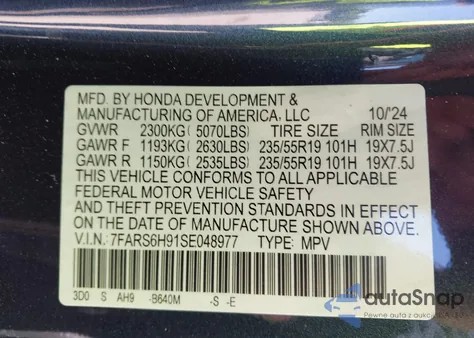 MFD. BY HONDA DEVELOPMENT &
MANUFACTURING OF AMERICA, LLC 10/'24
GVWR 2300KG (5070LBS) TIRE SIZE RIM SIZE
GAWR F 1193KG (2630LBS) 235/55R19 101H 19X7.5J
GAWR R 1150KG (2535LBS) 235/55R19 101H 19X7.5J
THIS VEHICLE CONFORMS TO ALL APPLICABLE
FEDERAL MOTOR VEHICLE SAFETY
AND THEFT PREVENTION STANDARDS IN EFFECT
ON THE DATE OF MANUFACTURE SHOWN ABOVE.
V.I.N.: 7FARS6H91SE048977 TYPE: MPV
3D0 S AH9 -B640M -S -E
autoSnap
Pewne auta z aukcji